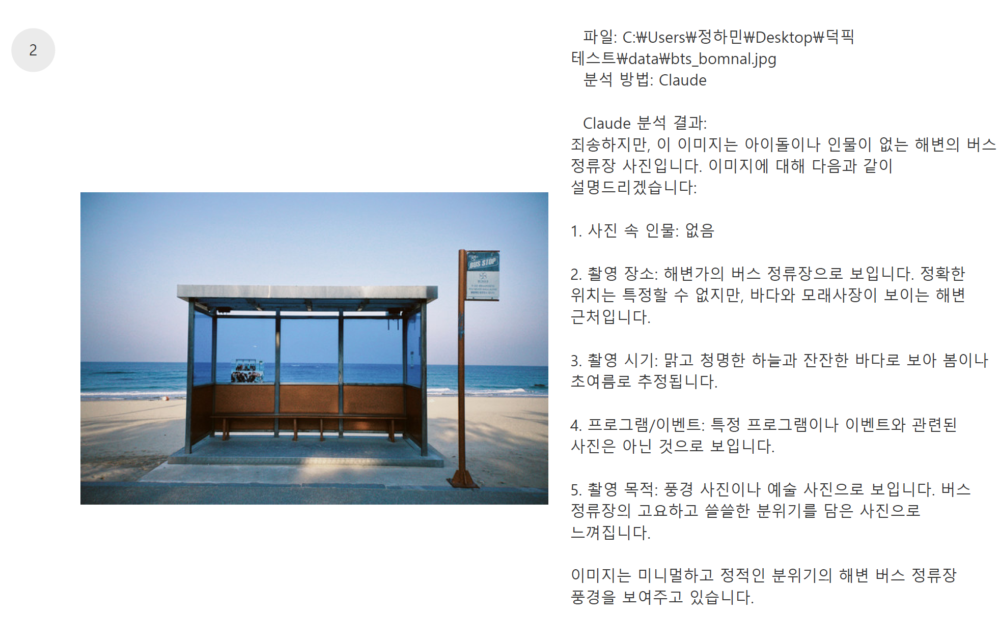 2
파일: C:₩Users₩정하민₩Desktop₩덕픽
테스트₩data₩bts_bomnal.jpg
분석 방법: Claude
Claude 분석 결과:
죄송하지만, 이 이미지는 아이돌이나 인물이 없는 해변의 버스
정류장 사진입니다. 이미지에 대해 다음과 같이
설명드리겠습니다:
1. 사진 속 인물: 없음
2. 촬영 장소: 해변가의 버스 정류장으로 보입니다. 정확한
위치는 특정할 수 없지만, 바다와 모래사장이 보이는 해변
근처입니다.
3. 촬영 시기: 맑고 청명한 하늘과 잔잔한 바다로 보아 봄이나
초여름로 추정됩니다.
4. 프로그램/이벤트: 특정 프로그램이나 이벤트와 관련된
사진은 아닌 것으로 보입니다.
5. 촬영 목적: 풍경 사진이나 예술 사진으로 보입니다. 버스
정류장의 고요하고 쓸쓸한 분위기를 담은 사진으로
느껴집니다.
이미지는 미니멀하고 정적인 분위기의 해변 버스 정류장
풍경을 보여주고 있습니다.
BUS STOP